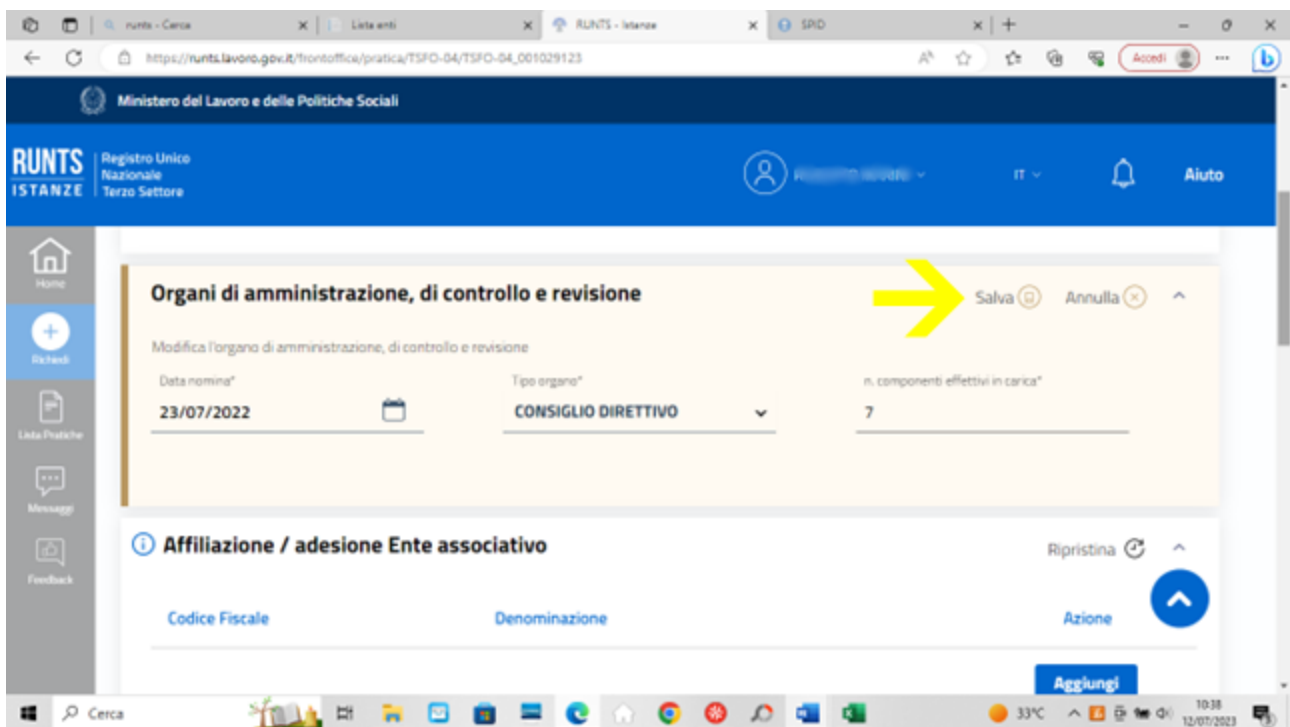 runts - Cerca
Lista enti
RUNTS - Istanze
SPID
https://runts.lavoro.gov.it/frontoffice/pratica/TSFO-04/TSFO-04_001029123
Accedi
Ministero del Lavoro e delle Politiche Sociali
RUNTS
ISTANZE
Registro Unico
Nazionale
Terzo Settore
IT
Aiuto
Home
Richiedi
Lista Pratiche
Messaggi
Feedback
Organi di amministrazione, di controllo e revisione
Salva
Annulla
Modifica l'organo di amministrazione, di controllo e revisione
Data nomina*
Tipo organo*
n. componenti effettivi in carica*
23/07/2022
CONSIGLIO DIRETTIVO
7
Affiliazione / adesione Ente associativo
Ripristina
Codice Fiscale
Denominazione
Azione
Aggiungi
Cerca
33°C
10:38
12/07/2023